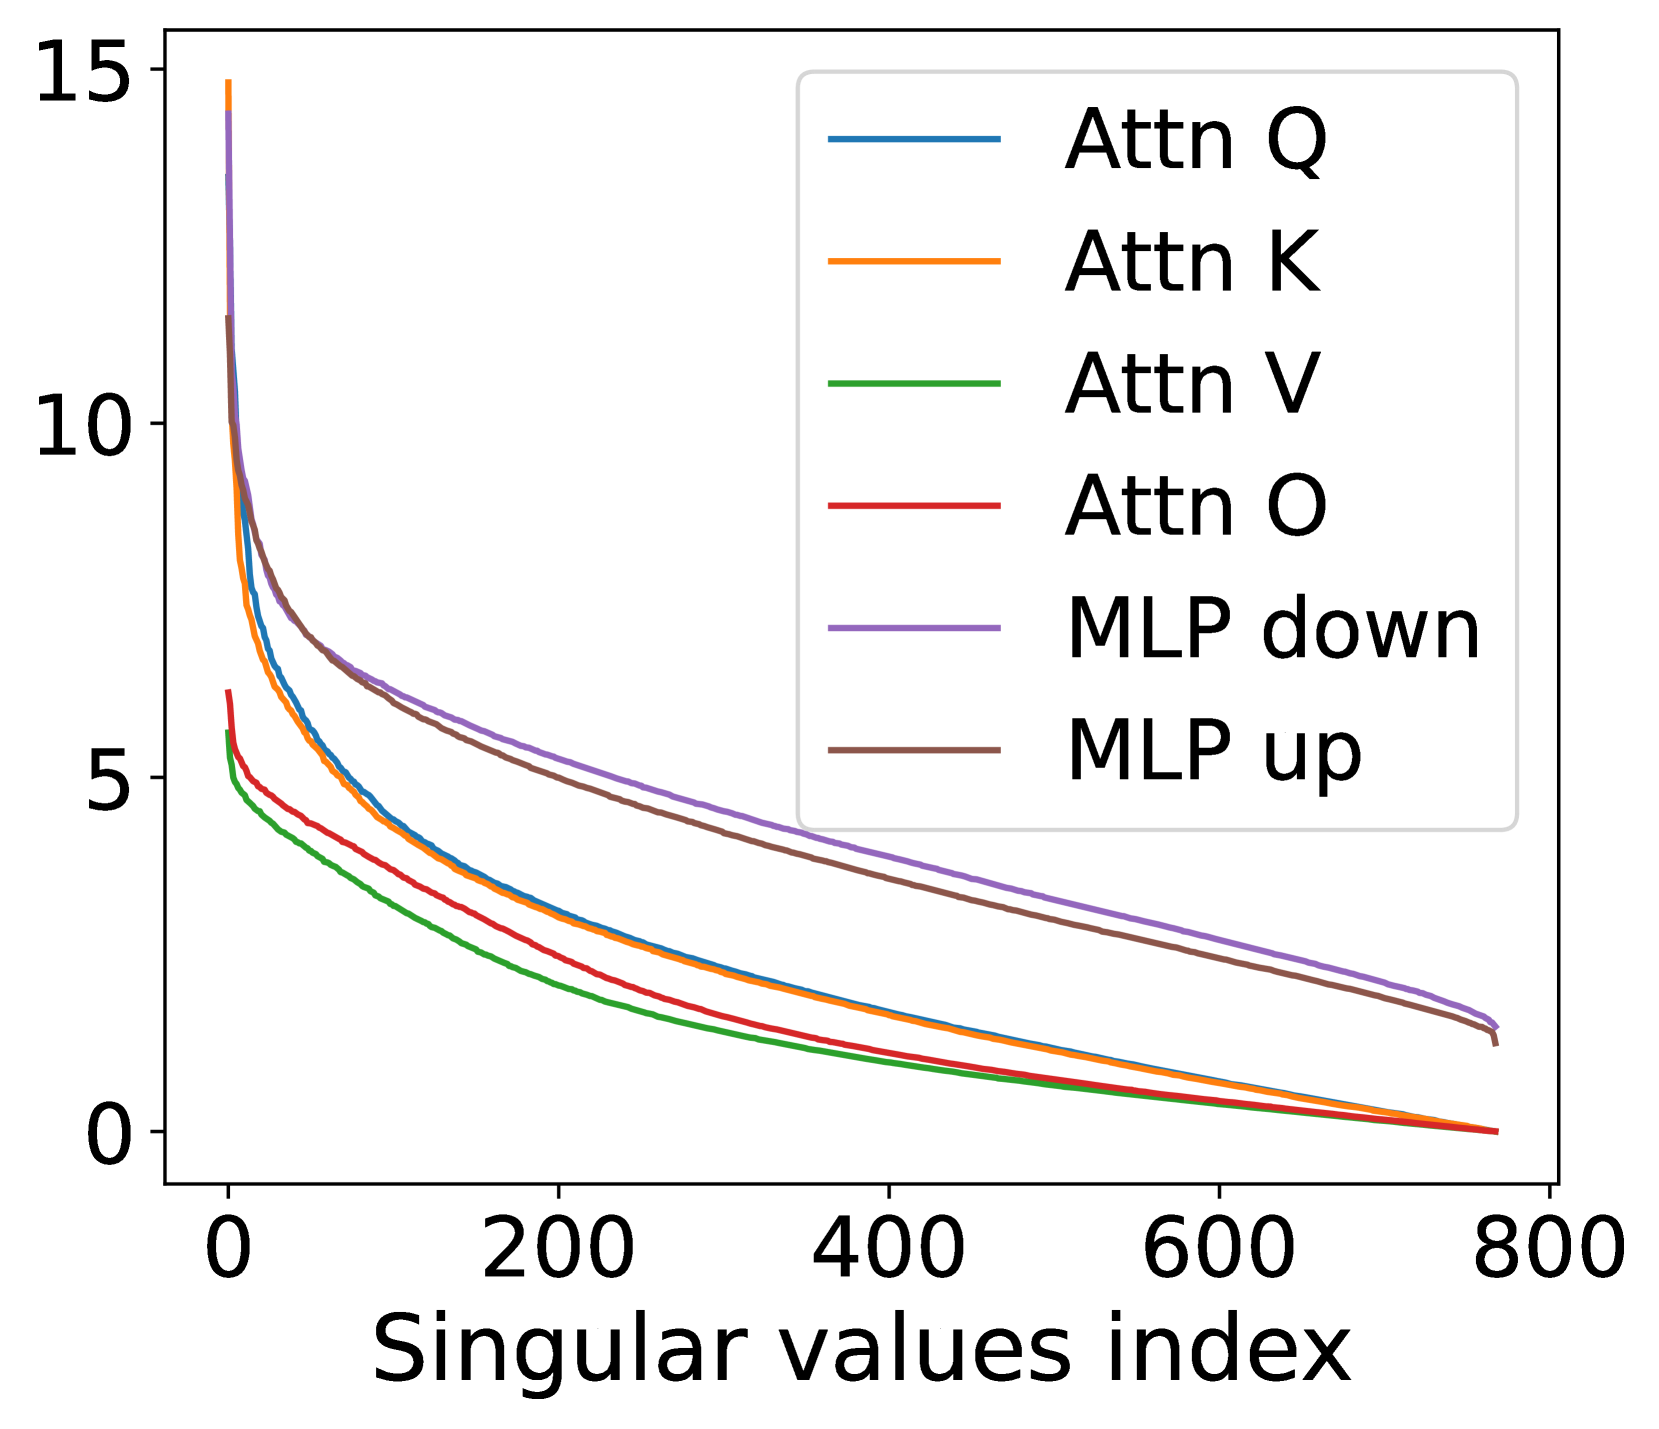 15
10
5
0
Attn Q
Attn K
Attn V
Attn O
MLP down
MLP up
0 200 400 600 800
Singular values index